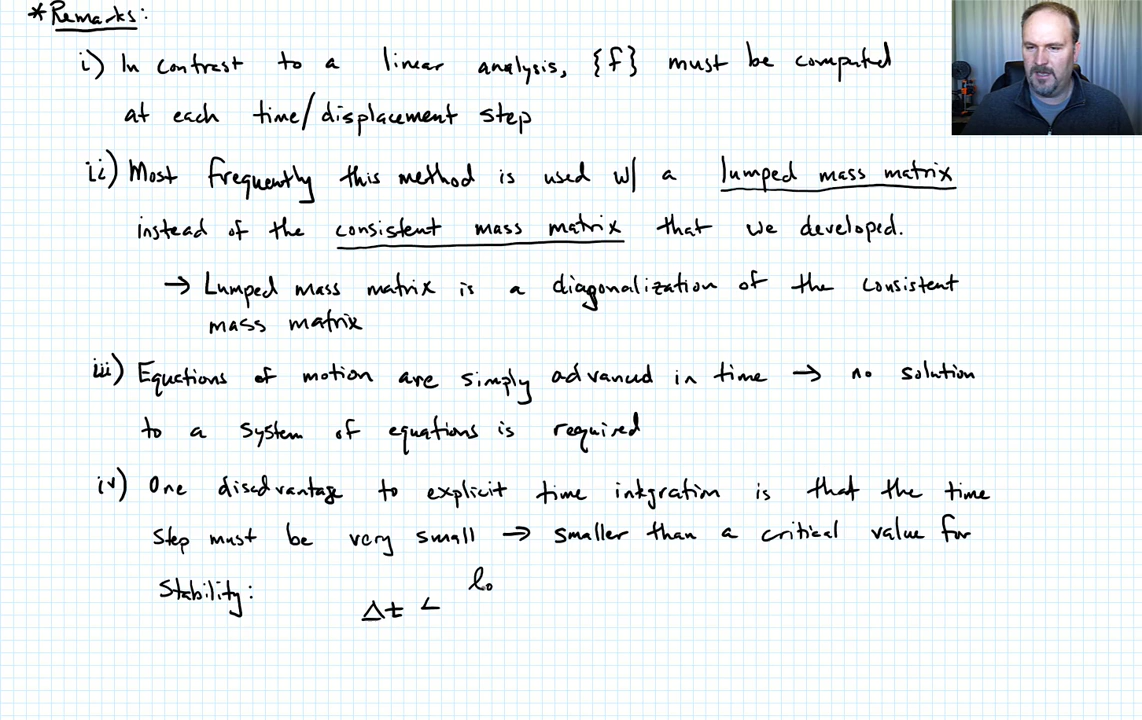 * Remarks:
i) In contrast to a linear analysis, {f} must be computed
at each time/displacement step
ii) Most frequently this method is used w/ a lumped mass matrix
instead of the consistent mass matrix that we developed.
→ Lumped mass matrix is a diagonalization of the consistent
mass matrix
iii) Equations of motion are simply advanced in time → no solution
to a system of equations is required
iv) One disadvantage to explicit time integration is that the time
step must be very small → smaller than a critical value for
stability:
Δt < l₀